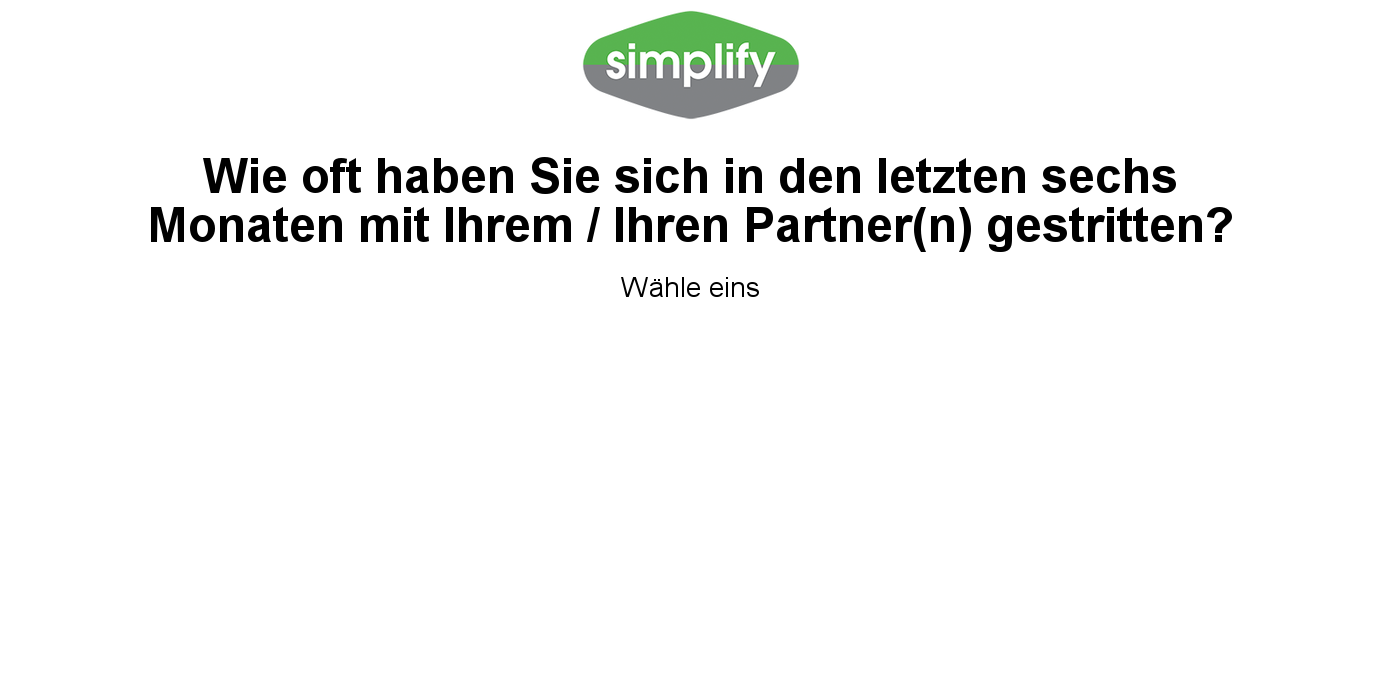 simplify
Wie oft haben Sie sich in den letzten sechs
Monaten mit Ihrem / Ihren Partner(n) gestritten?
Wähle eins